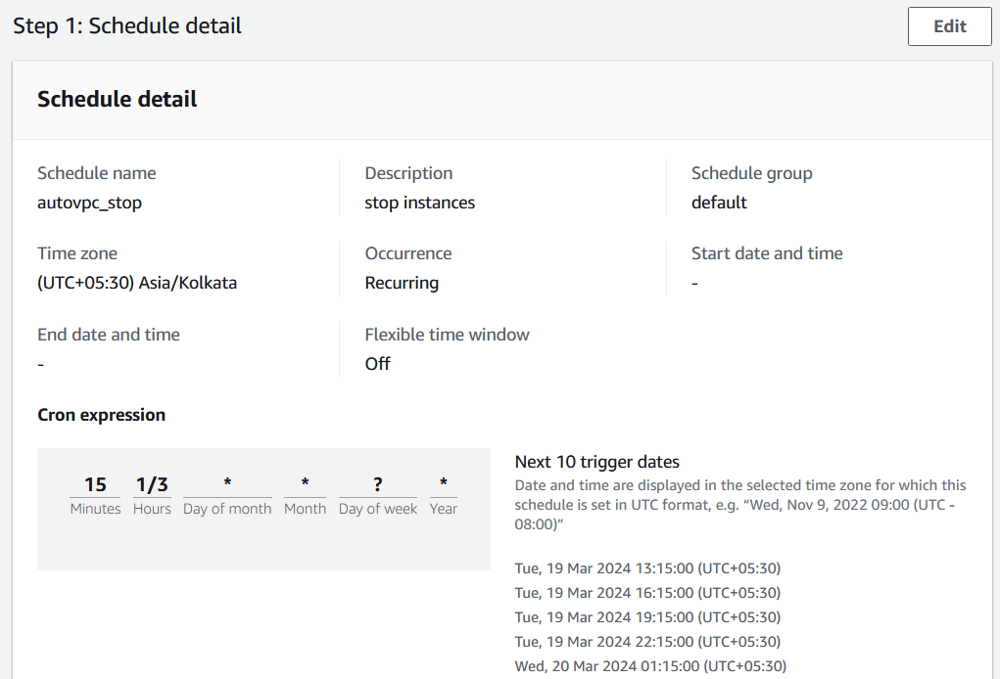 Step 1: Schedule detail
Edit
Schedule detail
Schedule name
autovpc_stop
Description
stop instances
Schedule group
default
Time zone
(UTC+05:30) Asia/Kolkata
Occurrence
Recurring
Start date and time
-
End date and time
-
Flexible time window
Off
Cron expression
15 1/3 * * ? *
Minutes Hours Day of month Month Day of week Year
Next 10 trigger dates
Date and time are displayed in the selected time zone for which this
schedule is set in UTC format, e.g. “Wed, Nov 9, 2022 09:00 (UTC -
08:00)”
Tue, 19 Mar 2024 13:15:00 (UTC+05:30)
Tue, 19 Mar 2024 16:15:00 (UTC+05:30)
Tue, 19 Mar 2024 19:15:00 (UTC+05:30)
Tue, 19 Mar 2024 22:15:00 (UTC+05:30)
Wed, 20 Mar 2024 01:15:00 (UTC+05:30)